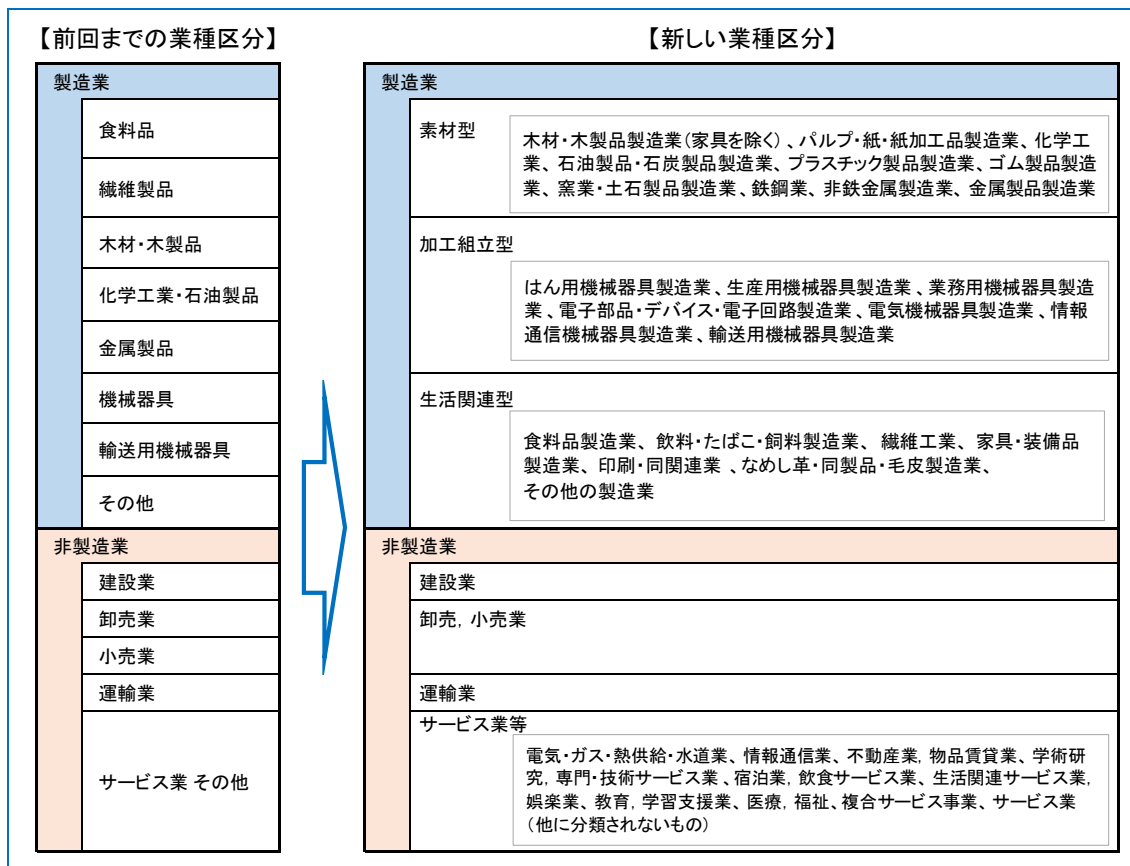 【前回までの業種区分】
製造業
食料品
繊維製品
木材・木製品
化学工業・石油製品
金属製品
機械器具
輸送用機械器具
その他
非製造業
建設業
卸売業
小売業
運輸業
サービス業 その他
【新しい業種区分】
製造業
素材型
木材・木製品製造業(家具を除く)、パルプ・紙・紙加工品製造業、化学工
業、石油製品・石炭製品製造業、プラスチック製品製造業、ゴム製品製造
業、窯業・土石製品製造業、鉄鋼業、非鉄金属製造業、金属製品製造業
加工組立型
はん用機械器具製造業、生産用機械器具製造業、業務用機械器具製造
業、電子部品・デバイス・電子回路製造業、電気機械器具製造業、情報
通信機械器具製造業、輸送用機械器具製造業
生活関連型
食料品製造業、飲料・たばこ・飼料製造業、繊維工業、家具・装備品
製造業、印刷・同関連業、なめし革・同製品・毛皮製造業、
その他の製造業
非製造業
建設業
卸売, 小売業
運輸業
サービス業等
電気・ガス・熱供給・水道業、情報通信業、不動産業, 物品賃貸業、学術研
究, 専門・技術サービス業、宿泊業, 飲食サービス業、生活関連サービス業,
娯楽業、教育, 学習支援業、医療, 福祉、複合サービス事業、サービス業
(他に分類されないもの)